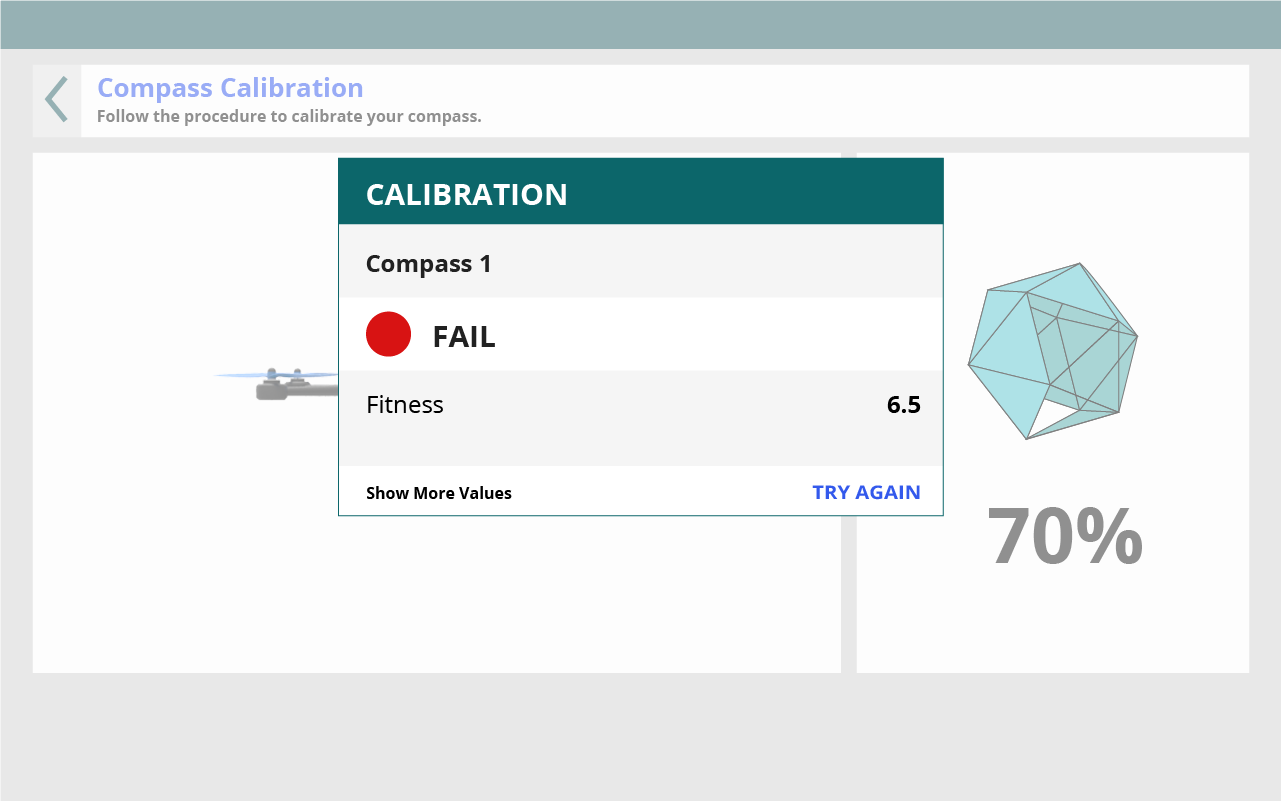 Compass Calibration
Follow the procedure to calibrate your compass.
CALIBRATION
Compass 1
FAIL
Fitness 6.5
Show More Values TRY AGAIN
70%